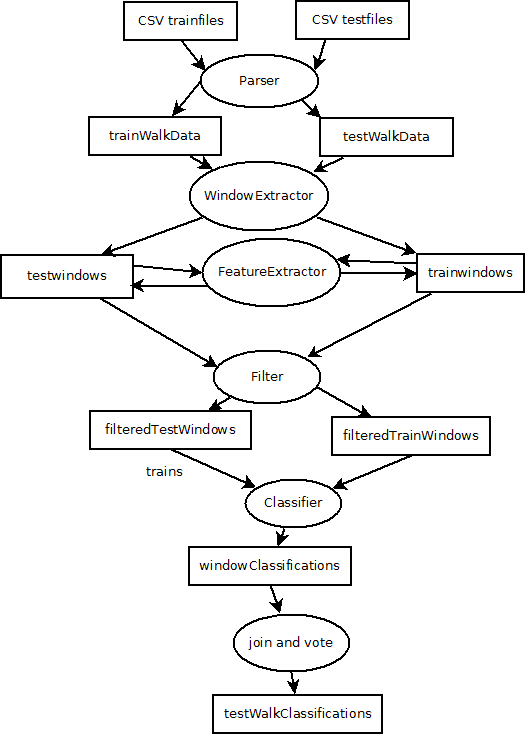 CSV trainfiles
CSV testfiles
Parser
trainWalkData
testWalkData
WindowExtractor
testwindows
FeatureExtractor
trainwindows
Filter
filteredTestWindows
filteredTrainWindows
trains
Classifier
windowClassifications
join and vote
testWalkClassifications